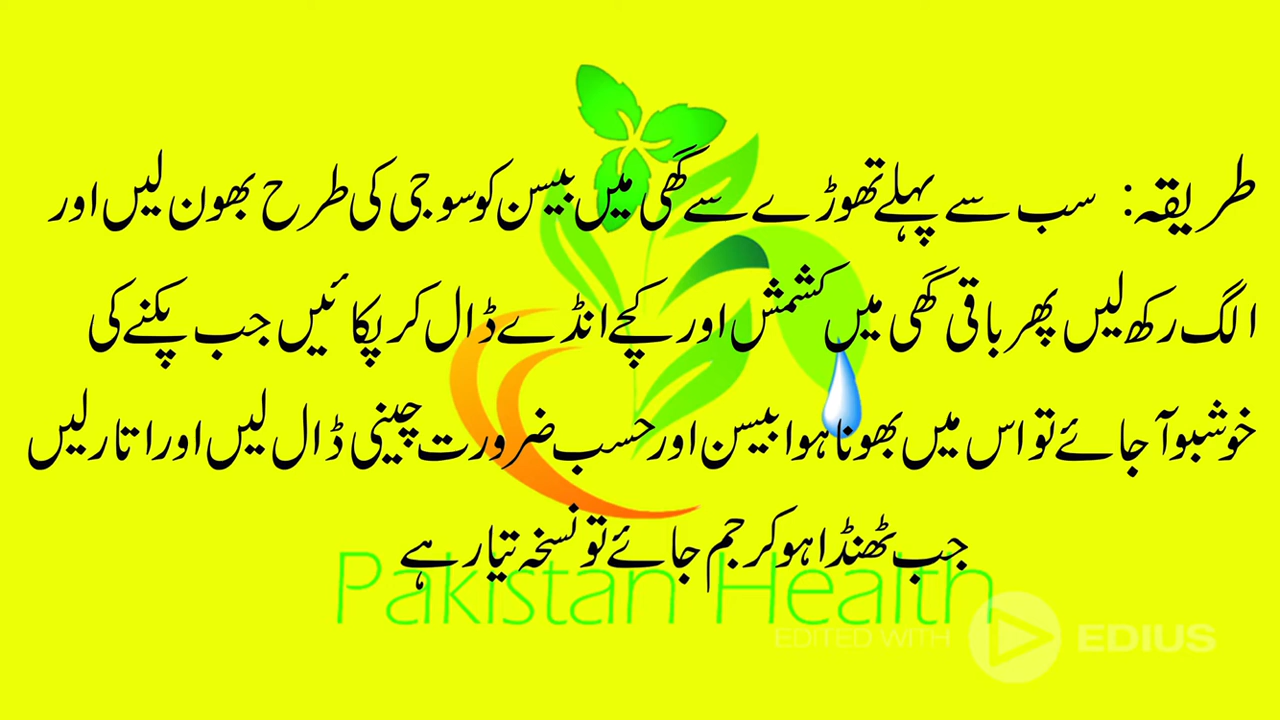 طریقہ: سب سے پہلے تھوڑے سے گھی میں بیسن کو سوجی کی طرح بھون لیں اور
الگ رکھ لیں پھر باقی گھی میں کشمش اور کچے انڈے ڈال کر پکائیں جب پکنے کی
خوشبو آ جائے تو اس میں بھونا ہوا بیسن اور حسب ضرورت چینی ڈال لیں اور اتار لیں
جب ٹھنڈا ہو کر جم جائے تو نسخہ تیار ہے
Pakistan Health
EDITED WITH EDIUS